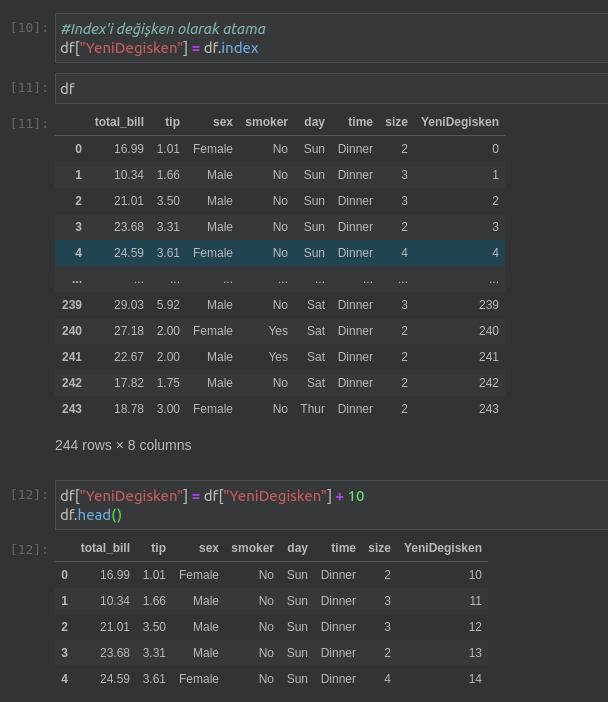 [10]: #Index'i değişken olarak atama
df["YeniDegisken"] = df.index
[11]: df
[11]: total_bill tip sex smoker day time size YeniDegisken
0 16.99 1.01 Female No Sun Dinner 2 0
1 10.34 1.66 Male No Sun Dinner 3 1
2 21.01 3.50 Male No Sun Dinner 3 2
3 23.68 3.31 Male No Sun Dinner 2 3
4 24.59 3.61 Female No Sun Dinner 4 4
... ... ... ... ... ... ... ... ...
239 29.03 5.92 Male No Sat Dinner 3 239
240 27.18 2.00 Female Yes Sat Dinner 2 240
241 22.67 2.00 Male Yes Sat Dinner 2 241
242 17.82 1.75 Male No Sat Dinner 2 242
243 18.78 3.00 Female No Thur Dinner 2 243
244 rows × 8 columns
[12]: df["YeniDegisken"] = df["YeniDegisken"] + 10
df.head()
[12]: total_bill tip sex smoker day time size YeniDegisken
0 16.99 1.01 Female No Sun Dinner 2 10
1 10.34 1.66 Male No Sun Dinner 3 11
2 21.01 3.50 Male No Sun Dinner 3 12
3 23.68 3.31 Male No Sun Dinner 2 13
4 24.59 3.61 Female No Sun Dinner 4 14